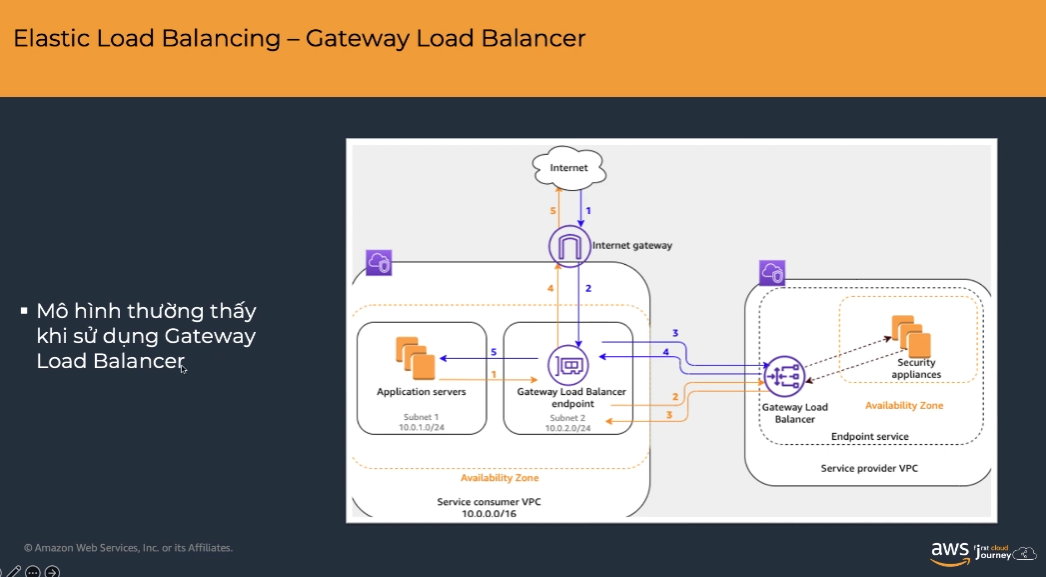 Elastic Load Balancing – Gateway Load Balancer
Mô hình thường thấy
khi sử dụng Gateway
Load Balancer
Internet
5
1
Internet gateway
4
2
3
4
5
1
2
3
Application servers
Subnet 1
10.0.1.0/24
Gateway Load Balancer
endpoint
Subnet 2
10.0.2.0/24
Availability Zone
Service consumer VPC
10.0.0.0/16
Security
appliances
Availability Zone
Gateway Load
Balancer
Endpoint service
Service provider VPC
© Amazon Web Services, Inc. or its Affiliates.
aws
first cloud
journey